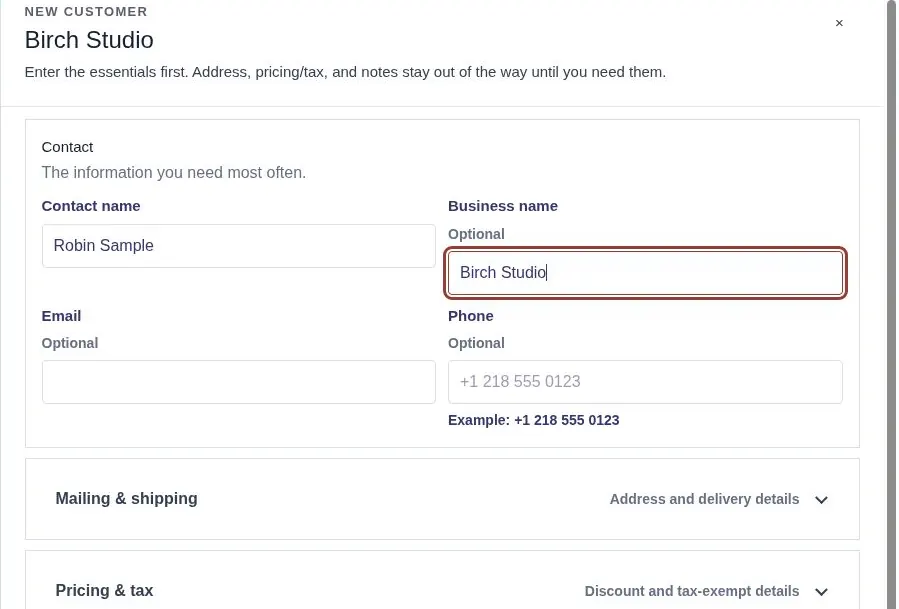 NEW CUSTOMER
×
Birch Studio
Enter the essentials first. Address, pricing/tax, and notes stay out of the way until you need them.
Contact
The information you need most often.
Contact name
Robin Sample
Business name
Optional
Birch Studio
Email
Optional
Phone
Optional
+1 218 555 0123
Example: +1 218 555 0123
Mailing & shipping
Address and delivery details
Pricing & tax
Discount and tax-exempt details